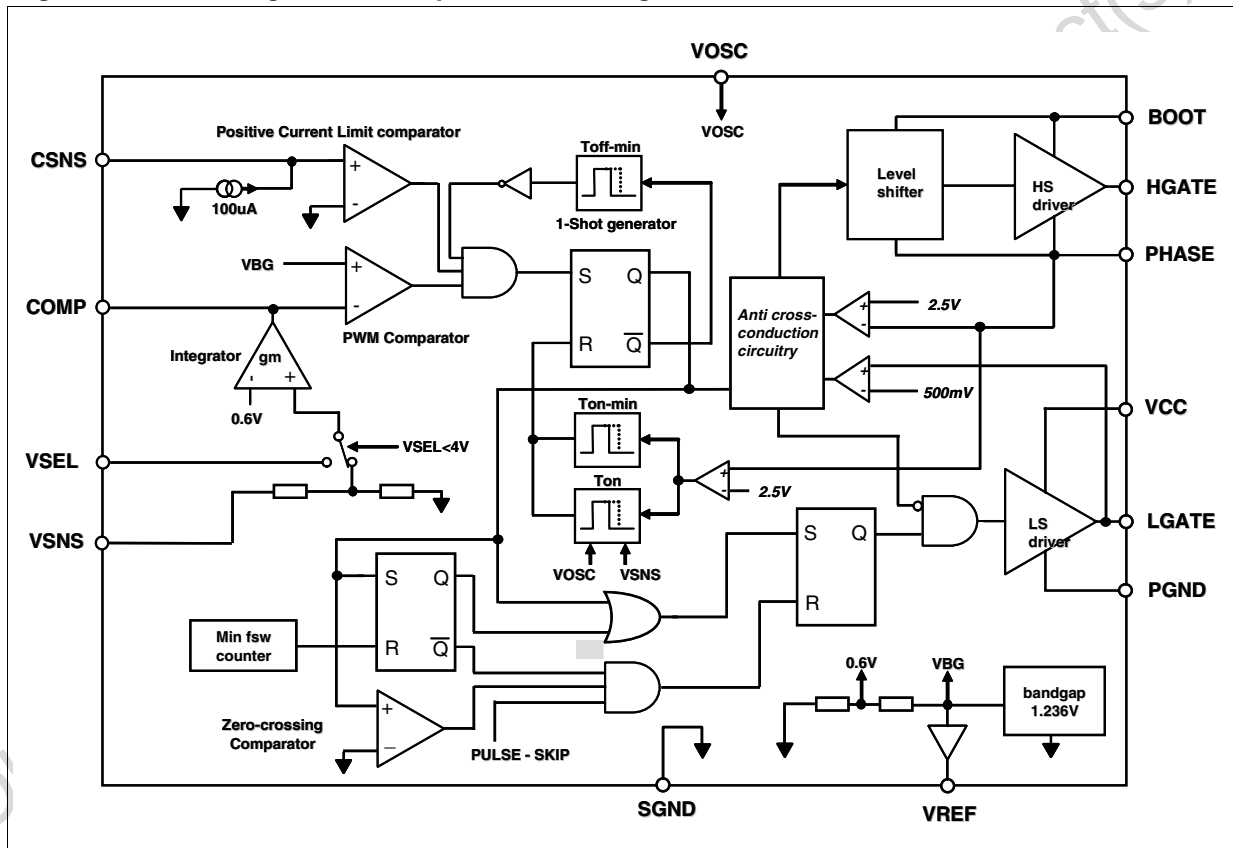 VOSC
VOSC
BOOT
Positive Current Limit comparator
Toff-min
CSNS
+
-
100uA
Level
shifter
HS
driver
HGATE
1-Shot generator
VBG
+
-
S
Q
R
Q
PHASE
COMP
PWM Comparator
Integrator
gm
-
+
0.6V
Anti cross-
conduction
circuitry
+
-
2.5V
+
-
500mV
Ton-min
VCC
VSEL<4V
VSEL
Ton
+
-
2.5V
VSNS
VOSC
VSNS
S
Q
R
LS
driver
LGATE
PGND
S
Q
R
Q
Min fsw
counter
+
–
Zero-crossing
Comparator
PULSE - SKIP
0.6V
VBG
bandgap
1.236V
SGND
VREF